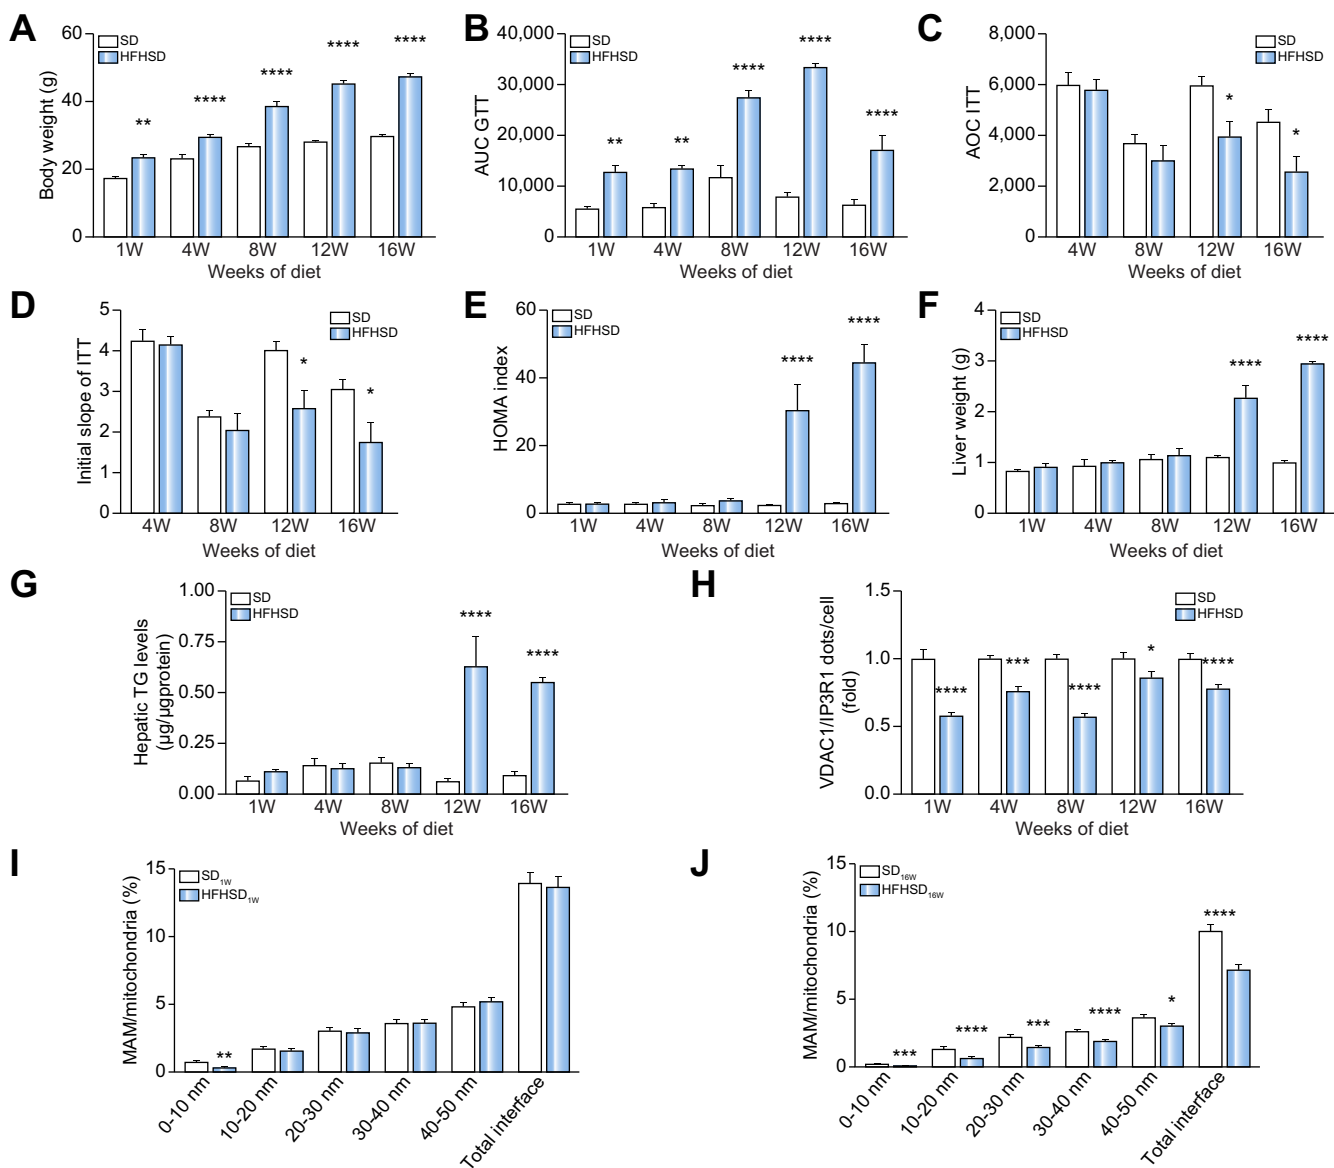 A
Body weight (g)
60
40
20
0
SD
HFHSD
**
****
****
****
****
1W 4W 8W 12W 16W
Weeks of diet
B
AUC GTT
40,000
30,000
20,000
10,000
0
SD
HFHSD
**
**
****
****
****
1W 4W 8W 12W 16W
Weeks of diet
C
AOC ITT
8,000
6,000
4,000
2,000
0
SD
HFHSD
*
*
4W 8W 12W 16W
Weeks of diet
D
Initial slope of ITT
5
4
3
2
1
0
SD
HFHSD
*
*
4W 8W 12W 16W
Weeks of diet
E
HOMA index
60
40
20
0
SD
HFHSD
****
****
1W 4W 8W 12W 16W
Weeks of diet
F
Liver weight (g)
4
3
2
1
0
SD
HFHSD
****
****
1W 4W 8W 12W 16W
Weeks of diet
G
Hepatic TG levels
(µg/µgprotein)
1.00
0.75
0.50
0.25
0.00
SD
HFHSD
****
****
1W 4W 8W 12W 16W
Weeks of diet
H
VDAC1/IP3R1 dots/cell
(fold)
1.5
1.0
0.5
0.0
SD
HFHSD
****
***
****
*
****
1W 4W 8W 12W 16W
Weeks of diet
I
MAM/mitochondria (%)
15
10
5
0
SD1W
HFHSD1W
**
0-10 nm
10-20 nm
20-30 nm
30-40 nm
40-50 nm
Total interface
J
MAM/mitochondria (%)
15
10
5
0
SD16W
HFHSD16W
***
****
***
****
*
****
0-10 nm
10-20 nm
20-30 nm
30-40 nm
40-50 nm
Total interface